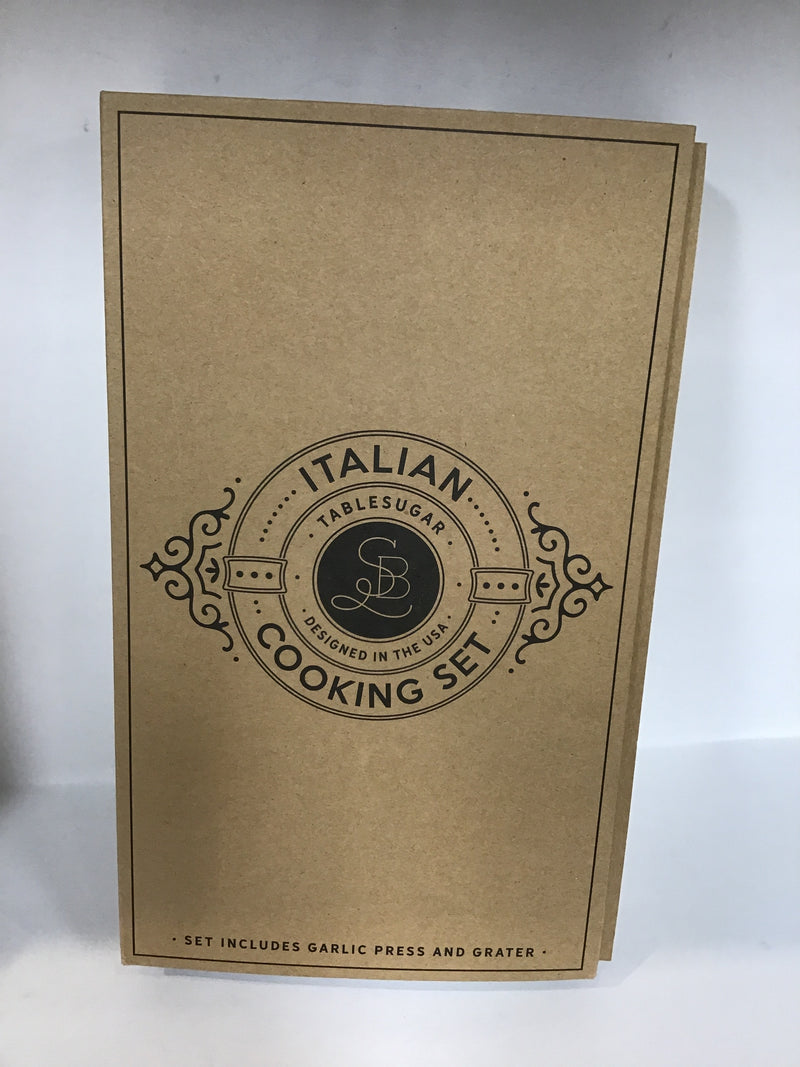 ITALIAN
TABLESUGAR
SB
DESIGNED IN THE USA
COOKING SET
· SET INCLUDES GARLIC PRESS AND GRATER ·